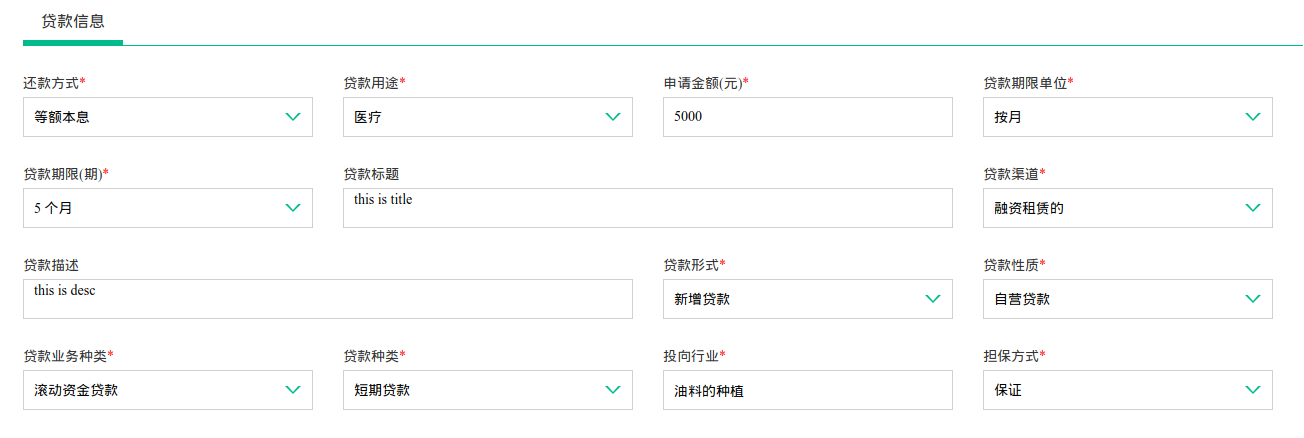 贷款信息
还款方式* 贷款用途* 申请金额(元)* 贷款期限单位*
等额本息 医疗 5000 按月
贷款期限(期)* 贷款标题 贷款渠道*
5 个月 this is title 融资租赁的
贷款描述 贷款形式* 贷款性质*
this is desc 新增贷款 自营贷款
贷款业务种类* 贷款种类* 投向行业* 担保方式*
滚动资金贷款 短期贷款 油料的种植 保证